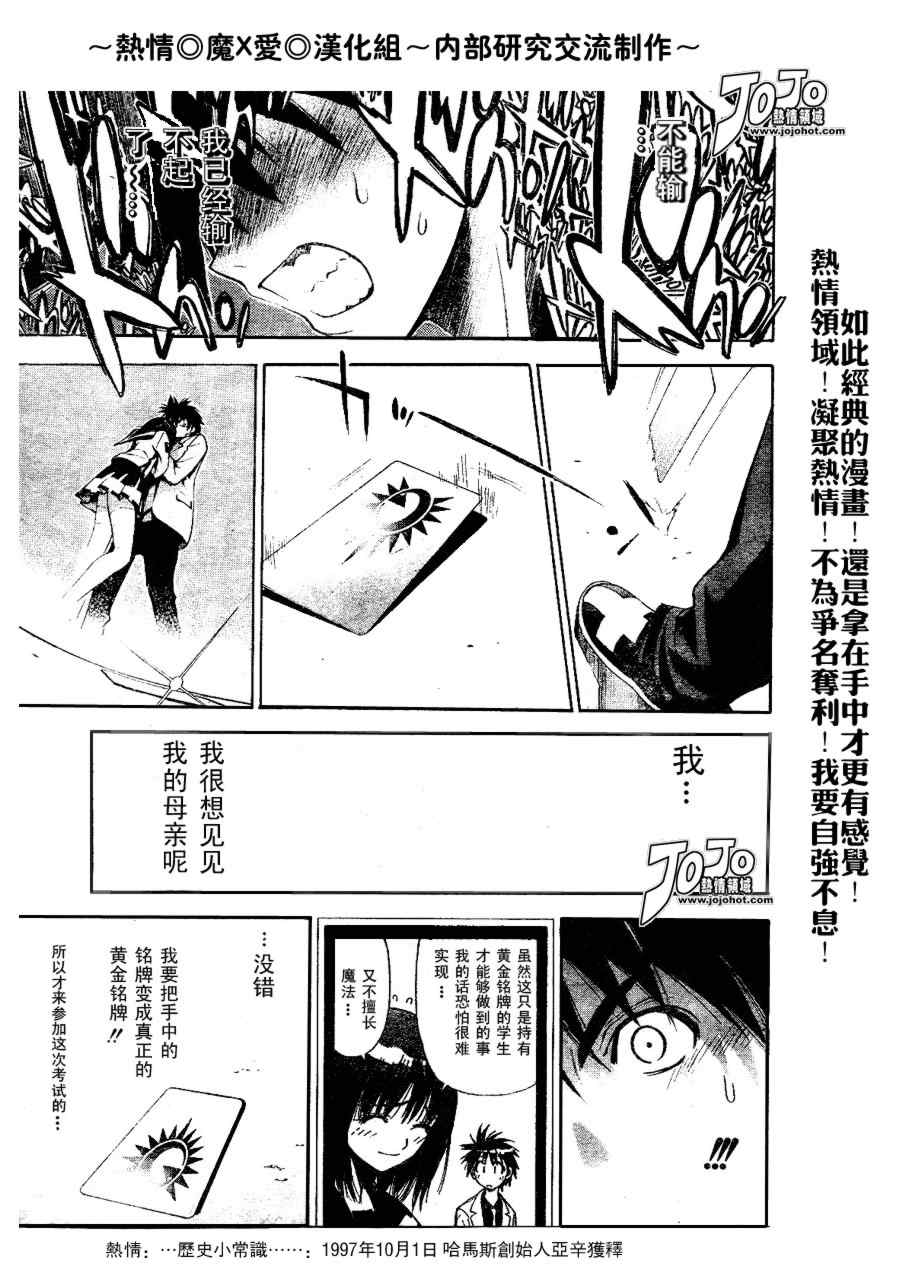 ～熱情◎魔X愛◎漢化組～内部研究交流制作～
JOJO
熱情領域
www.jojohot.com
不能输
……
我已经输
不起
了……
如此經典的漫畫！還是拿在手中才更有感覺！
熱情領域！凝聚熱情！不為爭名奪利！我要自強不息！
我…
我很想见见
我的母亲呢
JOJO
熱情領域
www.jojohot.com
!!!
虽然这只是持有
黄金铭牌的学生
才能够做到的事
我的话恐怕很难
实现…
又不擅长
魔法…
…没错
我要把手中的
铭牌变成真正的
黄金铭牌!!
所以才来参加这次考试的…
熱情：…歷史小常識……：1997年10月1日 哈馬斯創始人亞辛獲釋